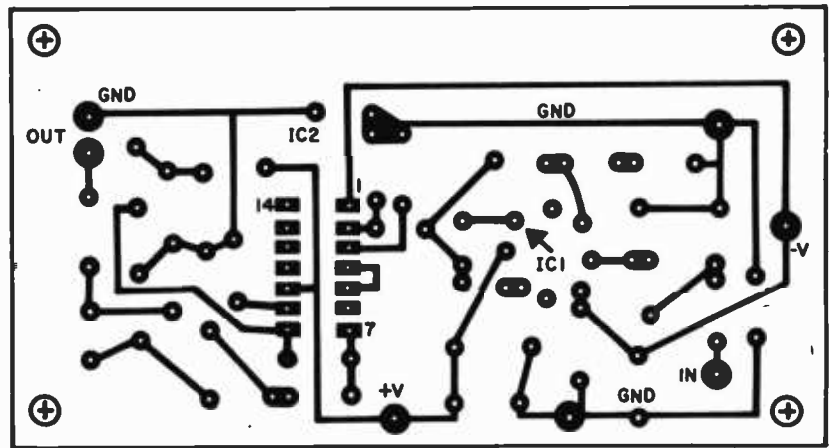 GND
OUT
IC2
GND
14
1
-V
IC1
7
+V
GND
IN